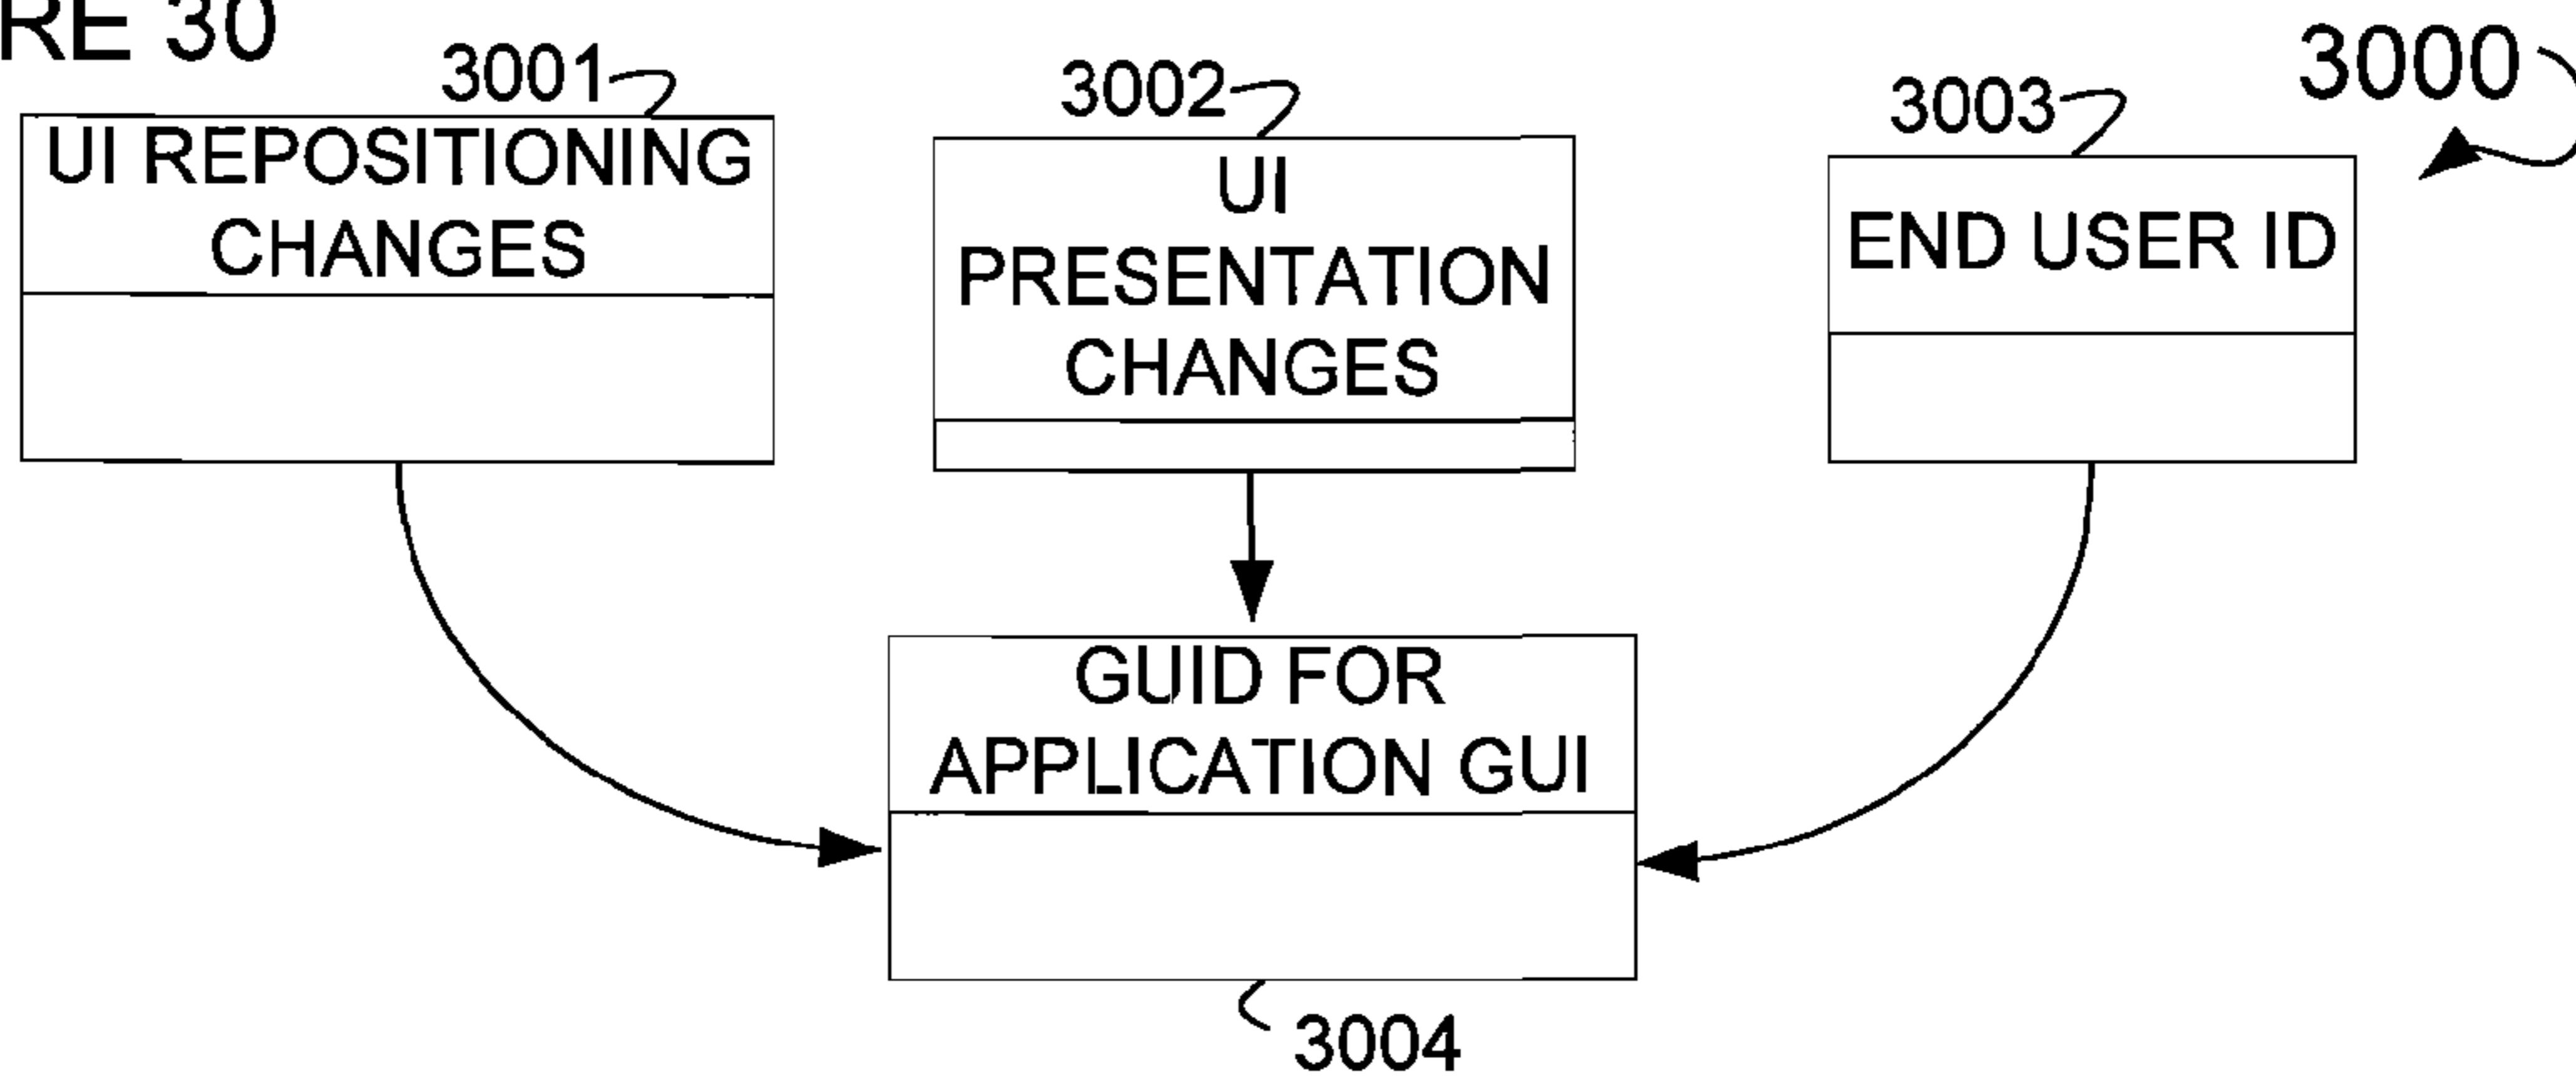 RE 30
3001
3002
3003
3000
UI REPOSITIONING
CHANGES
UI
PRESENTATION
CHANGES
END USER ID
GUID FOR
APPLICATION GUI
3004